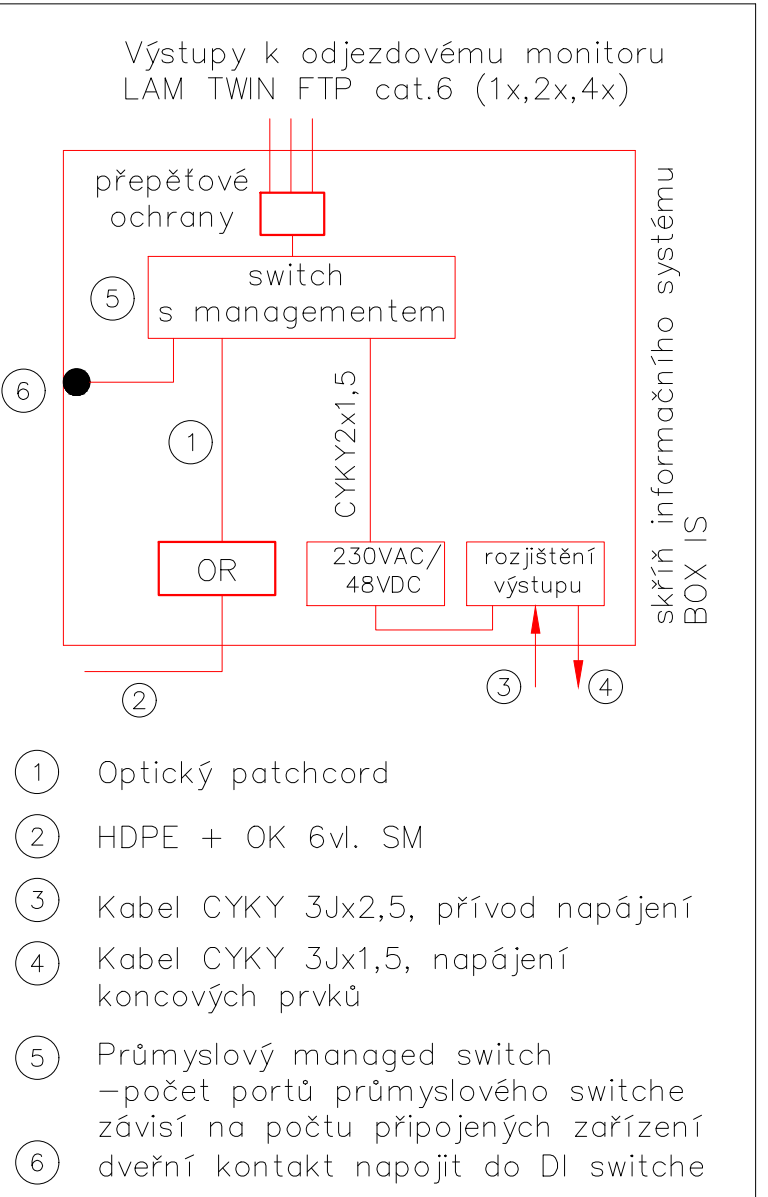 Výstupy k odjezdovému monitoru
LAM TWIN FTP cat.6 (1x,2x,4x)
přepěťové
ochrany
switch
s managementem
5
6
1
CYKY2x1,5
OR
230VAC/
48VDC
rozjištění
výstupu
skříň informačního systému
BOX IS
2
3
4
1 Optický patchcord
2 HDPE + OK 6vl. SM
3 Kabel CYKY 3Jx2,5, přívod napájení
4 Kabel CYKY 3Jx1,5, napájení
koncových prvků
5 Průmyslový managed switch
–počet portů průmyslového switche
závisí na počtu připojených zařízení
6 dveřní kontakt napojit do DI switche